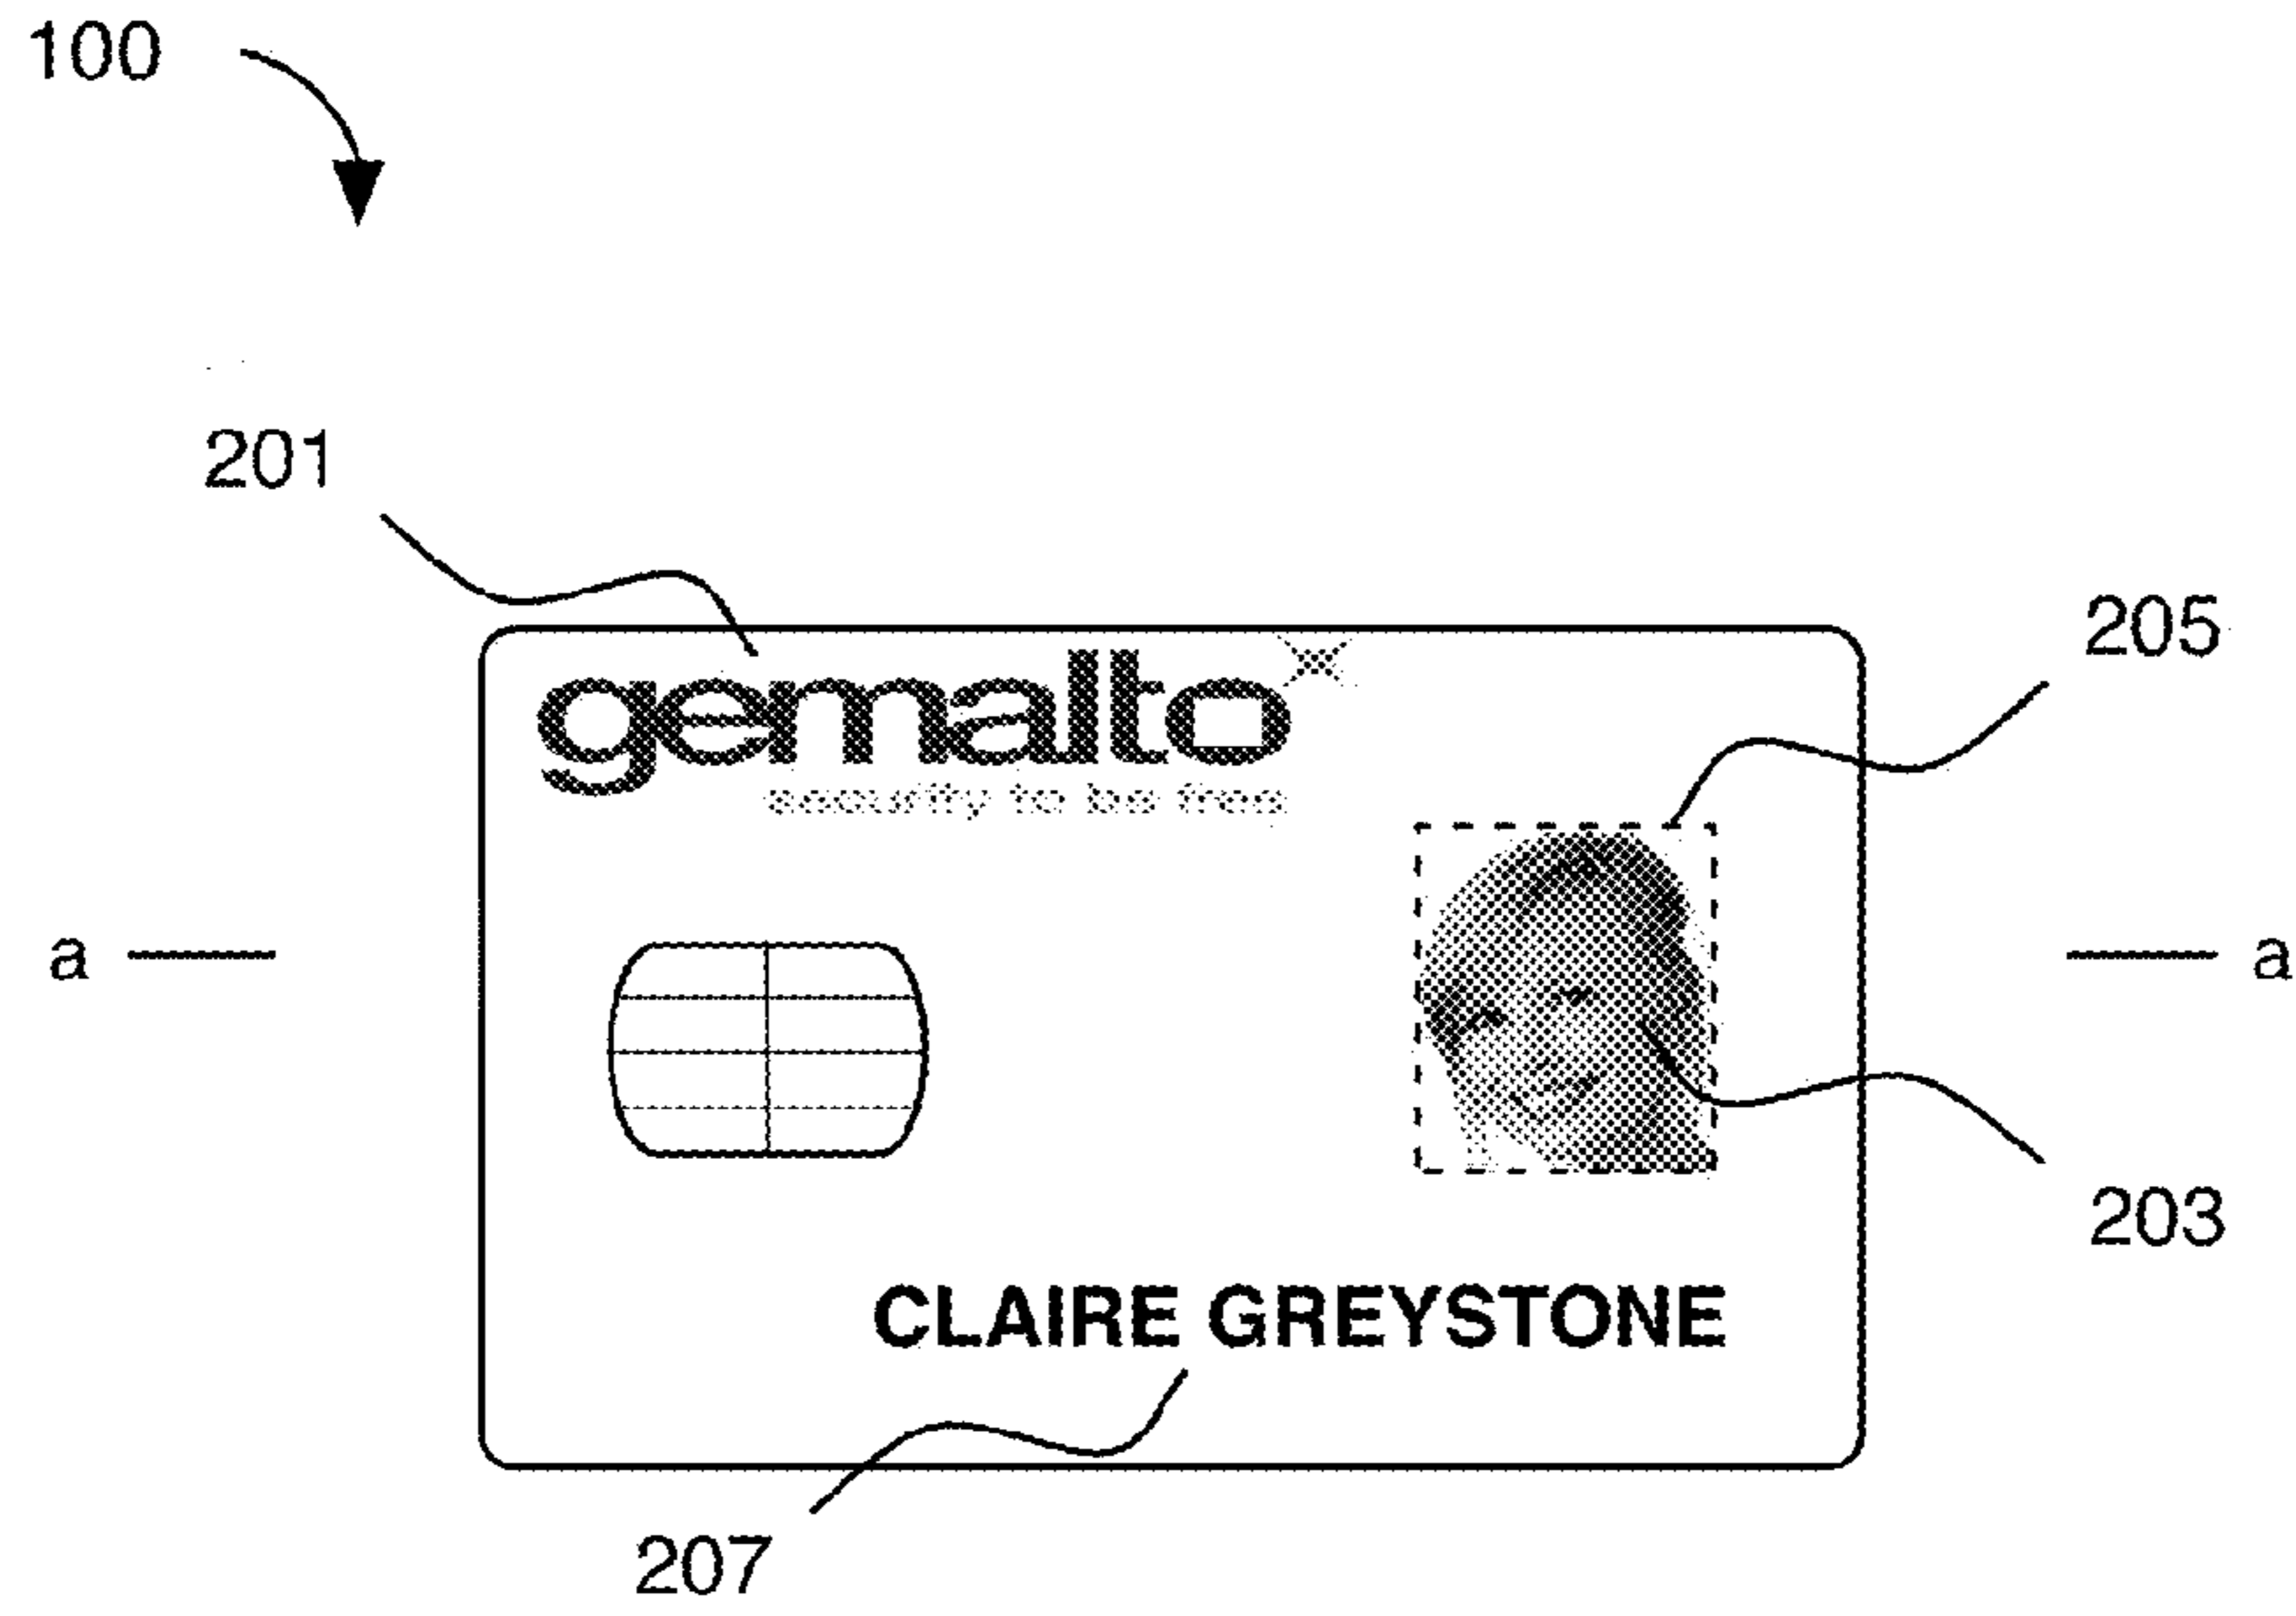 100
201
205
gemalto
security to be free
a
a
203
CLAIRE GREYSTONE
207